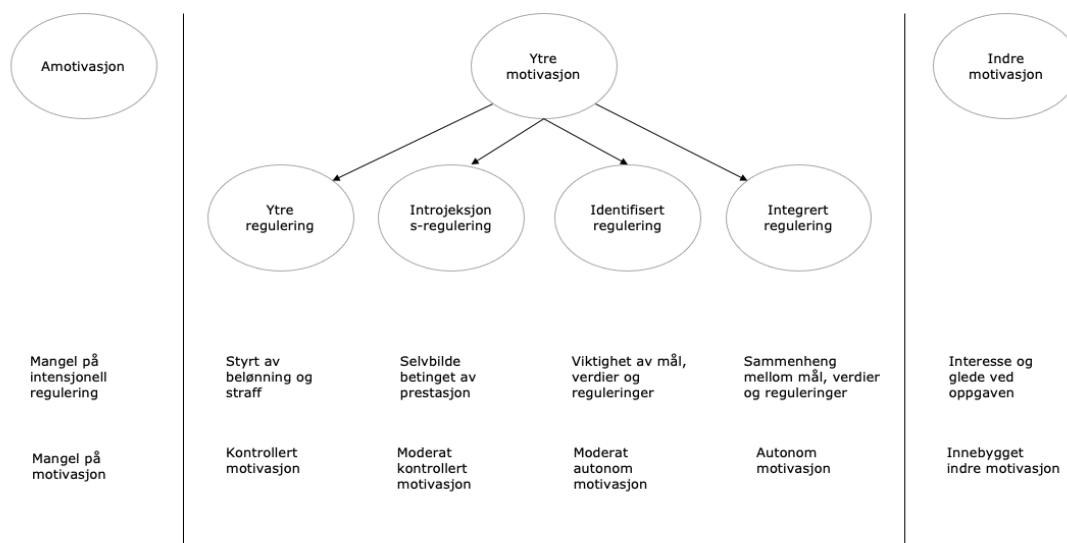 Amotivasjon
Ytre
motivasjon
Indre
motivasjon
Ytre
regulering
Introjeksjon
s-regulering
Identifisert
regulering
Integrert
regulering
Mangel på
intensjonell
regulering
Styrt av
belønning og
straff
Selvbilde
betinget av
prestasjon
Viktighet av mål,
verdier og
reguleringer
Sammenheng
mellom mål, verdier
og reguleringer
Interesse og
glede ved
oppgaven
Mangel på
motivasjon
Kontrollert
motivasjon
Moderat
kontrollert
motivasjon
Moderat
autonom
motivasjon
Autonom
motivasjon
Innebygget
indre motivasjon